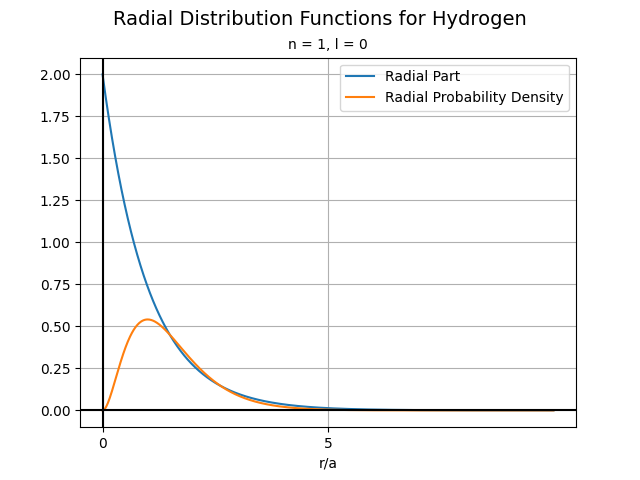 Radial Distribution Functions for Hydrogen
n = 1, l = 0
Radial Part
Radial Probability Density
2.00
1.75
1.50
1.25
1.00
0.75
0.50
0.25
0.00
0 5
r/a